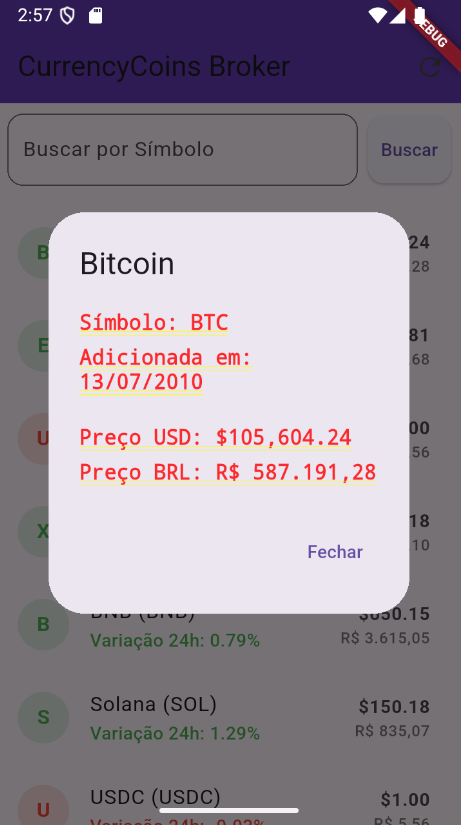 2:57
DEBUG
CurrencyCoins Broker
Buscar por Símbolo
Buscar
B
24
.28
Bitcoin
E
81
.68
Símbolo: BTC
Adicionada em:
13/07/2010
U
00
.56
Preço USD: $105,604.24
Preço BRL: R$ 587.191,28
X
18
.10
Fechar
B
BNB (BNB)
$650.15
Variação 24h: 0.79%
R$ 3.615,05
S
Solana (SOL)
$150.18
Variação 24h: 1.29%
R$ 835,07
U
USDC (USDC)
$1.00
R$ 5,56